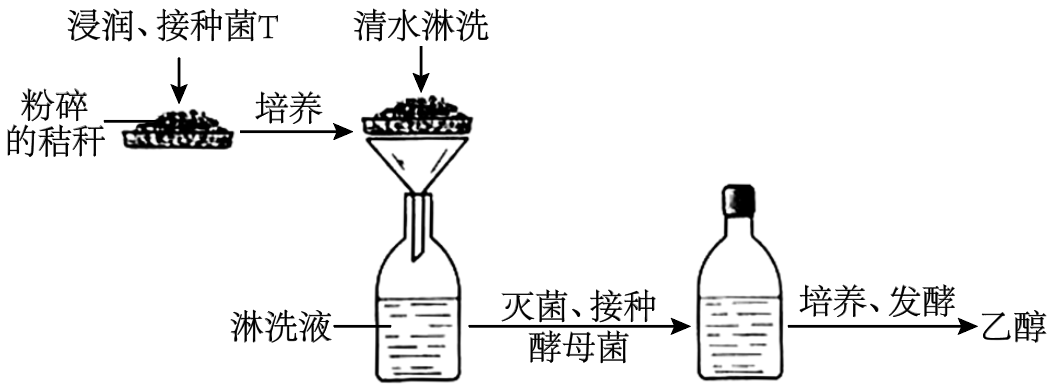 浸润、接种菌T
清水淋洗
粉碎
的秸秆
培养
淋洗液
灭菌、接种
酵母菌
培养、发酵
乙醇